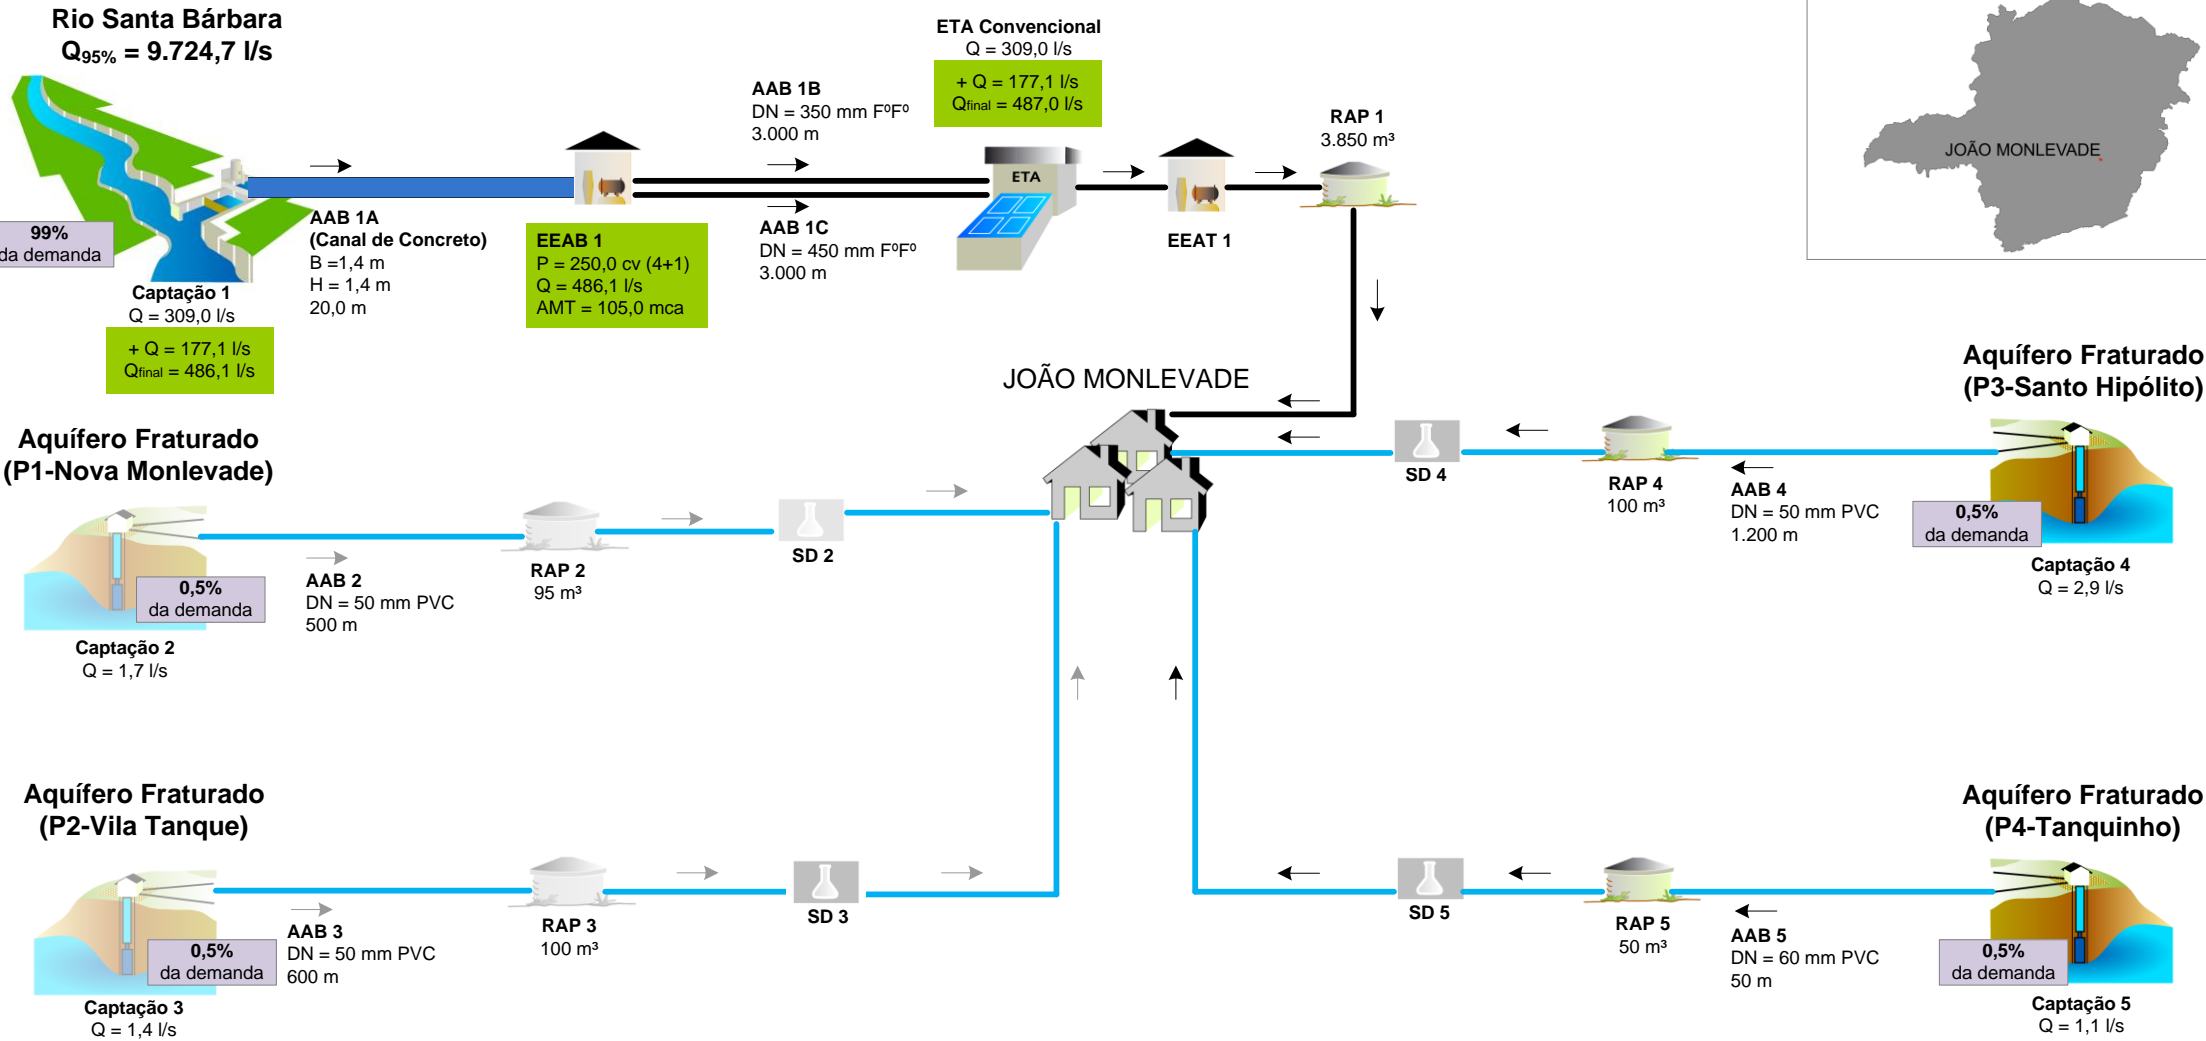 Rio Santa Bárbara
Q95% = 9.724,7 l/s
99%
da demanda
Captação 1
Q = 309,0 l/s
+ Q = 177,1 l/s
Qfinal = 486,1 l/s
AAB 1A
(Canal de Concreto)
B =1,4 m
H = 1,4 m
20,0 m
EEAB 1
P = 250,0 cv (4+1)
Q = 486,1 l/s
AMT = 105,0 mca
AAB 1B
DN = 350 mm FºFº
3.000 m
AAB 1C
DN = 450 mm FºFº
3.000 m
ETA Convencional
Q = 309,0 l/s
+ Q = 177,1 l/s
Qfinal = 487,0 l/s
ETA
EEAT 1
RAP 1
3.850 m³
JOÃO MONLEVADE
JOÃO MONLEVADE
Aquífero Fraturado
(P1-Nova Monlevade)
0,5%
da demanda
Captação 2
Q = 1,7 l/s
AAB 2
DN = 50 mm PVC
500 m
RAP 2
95 m³
SD 2
Aquífero Fraturado
(P3-Santo Hipólito)
0,5%
da demanda
Captação 4
Q = 2,9 l/s
AAB 4
DN = 50 mm PVC
1.200 m
RAP 4
100 m³
SD 4
Aquífero Fraturado
(P2-Vila Tanque)
0,5%
da demanda
Captação 3
Q = 1,4 l/s
AAB 3
DN = 50 mm PVC
600 m
RAP 3
100 m³
SD 3
Aquífero Fraturado
(P4-Tanquinho)
0,5%
da demanda
Captação 5
Q = 1,1 l/s
AAB 5
DN = 60 mm PVC
50 m
RAP 5
50 m³
SD 5